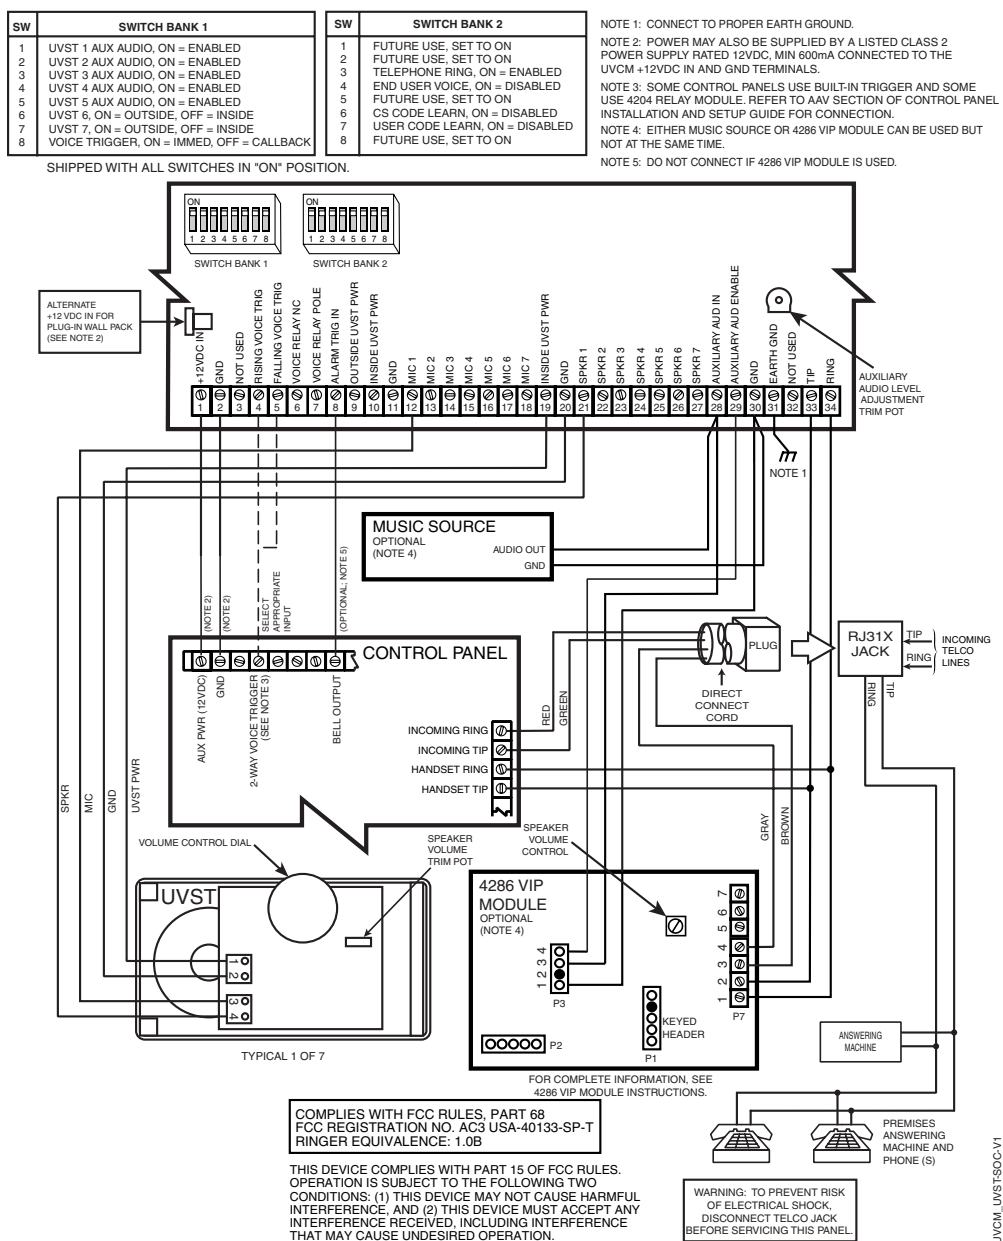 SW SWITCH BANK 1
1 UVST 1 AUX AUDIO, ON = ENABLED
2 UVST 2 AUX AUDIO, ON = ENABLED
3 UVST 3 AUX AUDIO, ON = ENABLED
4 UVST 4 AUX AUDIO, ON = ENABLED
5 UVST 5 AUX AUDIO, ON = ENABLED
6 UVST 6, ON = OUTSIDE, OFF = INSIDE
7 UVST 7, ON = OUTSIDE, OFF = INSIDE
8 VOICE TRIGGER, ON = IMMED, OFF = CALLBACK
SW SWITCH BANK 2
1 FUTURE USE, SET TO ON
2 FUTURE USE, SET TO ON
3 TELEPHONE RING, ON = ENABLED
4 END USER VOICE, ON = DISABLED
5 FUTURE USE, SET TO ON
6 CS CODE LEARN, ON = DISABLED
7 USER CODE LEARN, ON = DISABLED
8 FUTURE USE, SET TO ON
SHIPPED WITH ALL SWITCHES IN "ON" POSITION.
NOTE 1: CONNECT TO PROPER EARTH GROUND.
NOTE 2: POWER MAY ALSO BE SUPPLIED BY A LISTED CLASS 2
POWER SUPPLY RATED 12VDC, MIN 600mA CONNECTED TO THE
UVCM +12VDC IN AND GND TERMINALS.
NOTE 3: SOME CONTROL PANELS USE BUILT-IN TRIGGER AND SOME
USE 4204 RELAY MODULE. REFER TO AAV SECTION OF CONTROL PANEL
INSTALLATION AND SETUP GUIDE FOR CONNECTION.
NOTE 4: EITHER MUSIC SOURCE OR 4286 VIP MODULE CAN BE USED BUT
NOT AT THE SAME TIME.
NOTE 5: DO NOT CONNECT IF 4286 VIP MODULE IS USED.
ON
1 2 3 4 5 6 7 8
SWITCH BANK 1
ON
1 2 3 4 5 6 7 8
SWITCH BANK 2
ALTERNATE
+12 VDC IN FOR
PLUG-IN WALL PACK
(SEE NOTE 2)
+12VDC IN
GND
NOT USED
RISING VOICE TRIG
FALLING VOICE TRIG
VOICE RELAY NC
VOICE RELAY POLE
ALARM TRIG IN
OUTSIDE UVST PWR
INSIDE UVST PWR
GND
MIC 1
MIC 2
MIC 3
MIC 4
MIC 5
MIC 6
MIC 7
INSIDE UVST PWR
GND
SPKR 1
SPKR 2
SPKR 3
SPKR 4
SPKR 5
SPKR 6
SPKR 7
AUXILIARY AUD IN
AUXILIARY AUD ENABLE
GND
EARTH GND
NOT USED
TIP
RING
1 2 3 4 5 6 7 8 9 10 11 12 13 14 15 16 17 18 19 20 21 22 23 24 25 26 27 28 29 30 31 32 33 34
AUXILIARY
AUDIO LEVEL
ADJUSTMENT
TRIM POT
NOTE 1
MUSIC SOURCE
OPTIONAL
(NOTE 4)
AUDIO OUT
GND
(NOTE 2)
(NOTE 2)
SELECT
APPROPRIATE
INPUT
(OPTIONAL; NOTE 5)
CONTROL PANEL
AUX PWR (12VDC)
GND
2-WAY VOICE TRIGGER
(SEE NOTE 3)
BELL OUTPUT
INCOMING RING
INCOMING TIP
HANDSET RING
HANDSET TIP
RED
GREEN
PLUG
DIRECT
CONNECT
CORD
RJ31X
JACK
TIP
RING
INCOMING
TELCO
LINES
RING
TIP
SPKR
MIC
GND
UVST PWR
GRAY
BROWN
VOLUME CONTROL DIAL
SPEAKER
VOLUME
TRIM POT
SPEAKER
VOLUME
CONTROL
UVST
1
2
3
4
TYPICAL 1 OF 7
4286 VIP
MODULE
OPTIONAL
(NOTE 4)
1 2 3 4
P3
P2
KEYED
HEADER
P1
1 2 3 4 5 6 7
P7
FOR COMPLETE INFORMATION, SEE
4286 VIP MODULE INSTRUCTIONS.
ANSWERING
MACHINE
PREMISES
ANSWERING
MACHINE AND
PHONE (S)
COMPLIES WITH FCC RULES, PART 68
FCC REGISTRATION NO. AC3 USA-40133-SP-T
RINGER EQUIVALENCE: 1.0B
THIS DEVICE COMPLIES WITH PART 15 OF FCC RULES.
OPERATION IS SUBJECT TO THE FOLLOWING TWO
CONDITIONS: (1) THIS DEVICE MAY NOT CAUSE HARMFUL
INTERFERENCE, AND (2) THIS DEVICE MUST ACCEPT ANY
INTERFERENCE RECEIVED, INCLUDING INTERFERENCE
THAT MAY CAUSE UNDESIRED OPERATION.
WARNING: TO PREVENT RISK
OF ELECTRICAL SHOCK,
DISCONNECT TELCO JACK
BEFORE SERVICING THIS PANEL.
UVCM_UVST-SOC-V1